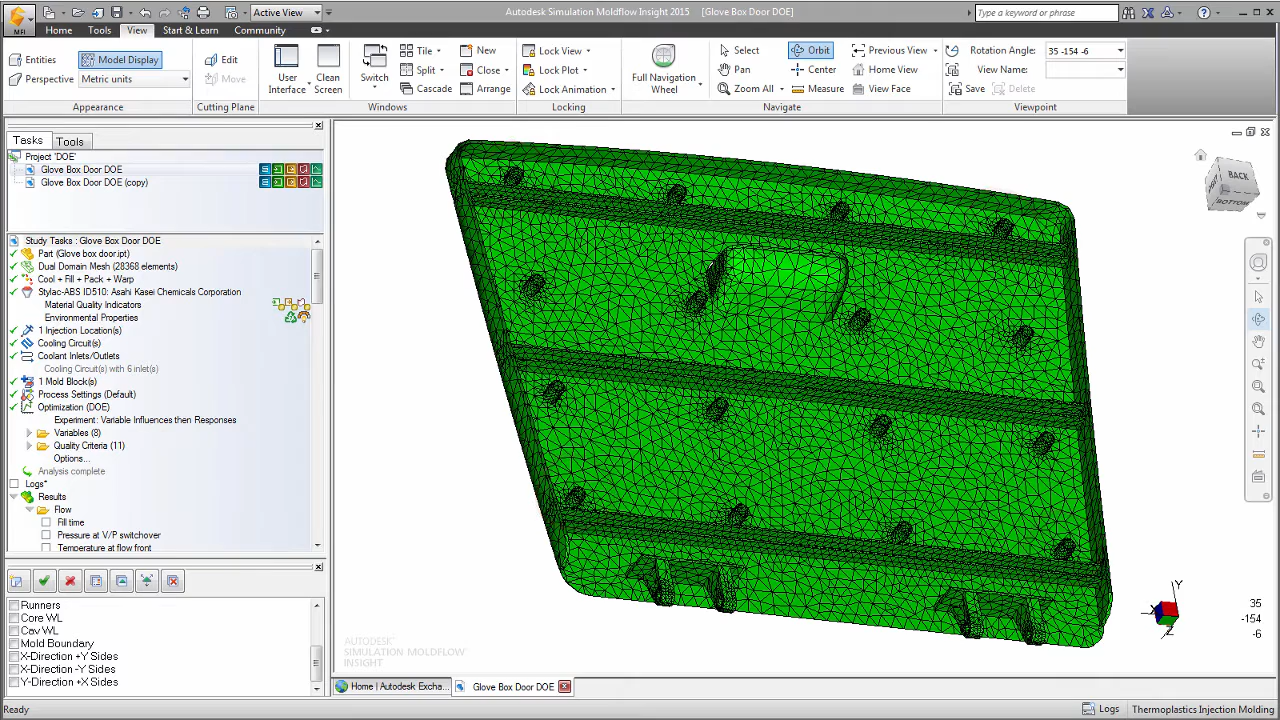 Active View
Autodesk Simulation Moldflow Insight 2015 [Glove Box Door DOE]
Type a keyword or phrase
MFI
Home
Tools
View
Start & Learn
Community
Entities
Model Display
Perspective
Metric units
Appearance
Edit
Move
Cutting Plane
User Interface
Clean Screen
Switch
Tile
Split
Cascade
New
Close
Arrange
Windows
Lock View
Lock Plot
Lock Animation
Locking
Full Navigation Wheel
Select
Pan
Zoom All
Orbit
Center
Measure
Previous View
Home View
View Face
Navigate
Rotation Angle: 35 -154 -6
View Name:
Save
Delete
Viewpoint
Tasks
Tools
Project 'DOE'
Glove Box Door DOE
Glove Box Door DOE (copy)
Study Tasks : Glove Box Door DOE
Part (Glove box door.ipt)
Dual Domain Mesh (28368 elements)
Cool + Fill + Pack + Warp
Stylac-ABS ID510: Asahi Kasei Chemicals Corporation
Material Quality Indicators
Environmental Properties
1 Injection Location(s)
Cooling Circuit(s)
Coolant Inlets/Outlets
Cooling Circuit(s) with 6 inlet(s)
1 Mold Block(s)
Process Settings (Default)
Optimization (DOE)
Experiment: Variable Influences then Responses
Variables (8)
Quality Criteria (11)
Options...
Analysis complete
Logs*
Results
Flow
Fill time
Pressure at V/P switchover
Temperature at flow front
Runners
Core WL
Cav WL
Mold Boundary
X-Direction +Y Sides
X-Direction -Y Sides
Y-Direction +X Sides
BACK
BOTTOM
AUTODESK
SIMULATION MOLDFLOW
INSIGHT
Y
X
Z
35
-154
-6
Home | Autodesk Excha...
Glove Box Door DOE
Ready
Logs
Thermoplastics Injection Molding